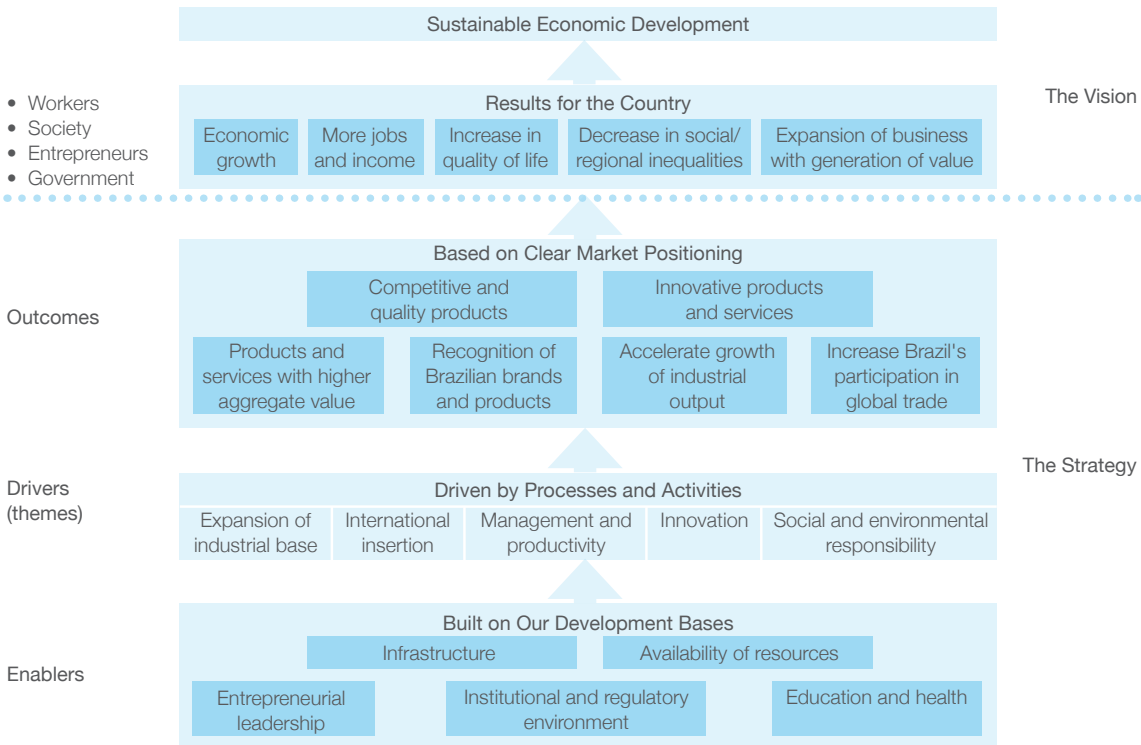 Sustainable Economic Development
• Workers
• Society
• Entrepreneurs
• Government
Results for the Country
The Vision
Economic
growth
More jobs
and income
Increase in
quality of life
Decrease in social/
regional inequalities
Expansion of business
with generation of value
Outcomes
Based on Clear Market Positioning
Competitive and
quality products
Innovative products
and services
Products and
services with higher
aggregate value
Recognition of
Brazilian brands
and products
Accelerate growth
of industrial
output
Increase Brazil's
participation in
global trade
The Strategy
Drivers
(themes)
Driven by Processes and Activities
Expansion of
industrial base
International
insertion
Management and
productivity
Innovation
Social and environmental
responsibility
Enablers
Built on Our Development Bases
Infrastructure
Availability of resources
Entrepreneurial
leadership
Institutional and regulatory
environment
Education and health